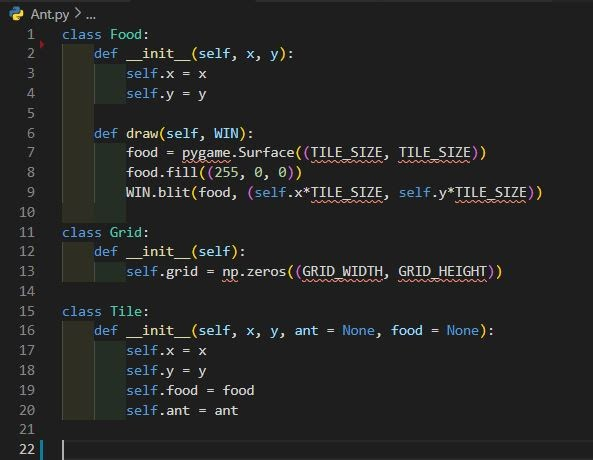 Ant.py > ...
1 class Food:
2     def __init__(self, x, y):
3         self.x = x
4         self.y = y
5
6     def draw(self, WIN):
7         food = pygame.Surface((TILE_SIZE, TILE_SIZE))
8         food.fill((255, 0, 0))
9         WIN.blit(food, (self.x*TILE_SIZE, self.y*TILE_SIZE))
10
11 class Grid:
12     def __init__(self):
13         self.grid = np.zeros((GRID_WIDTH, GRID_HEIGHT))
14
15 class Tile:
16     def __init__(self, x, y, ant = None, food = None):
17         self.x = x
18         self.y = y
19         self.food = food
20         self.ant = ant
21
22